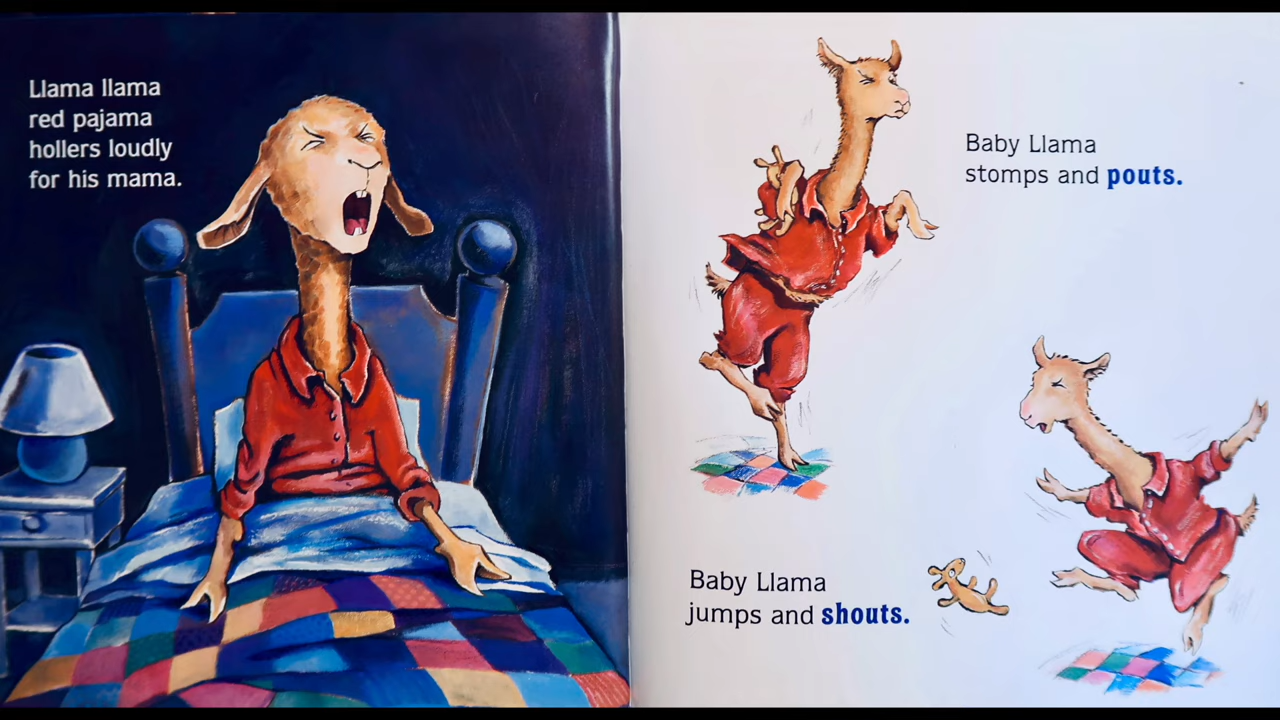 Llama llama
red pajama
hollers loudly
for his mama.
Baby Llama
stomps and pouts.
Baby Llama
jumps and shouts.